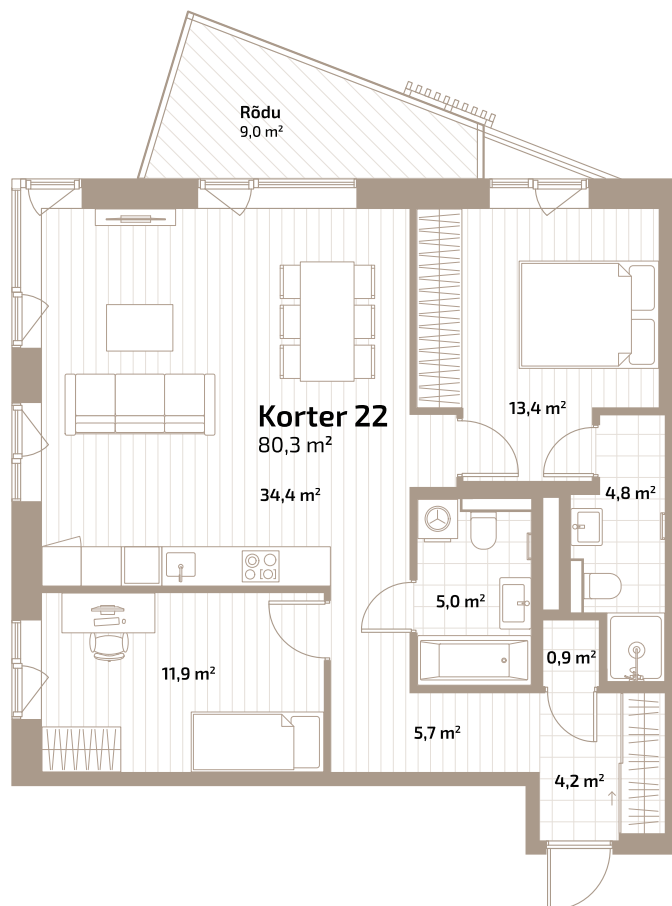 Rõdu
9,0 m²
Korter 22
80,3 m²
13,4 m²
34,4 m²
4,8 m²
5,0 m²
0,9 m²
11,9 m²
5,7 m²
4,2 m²